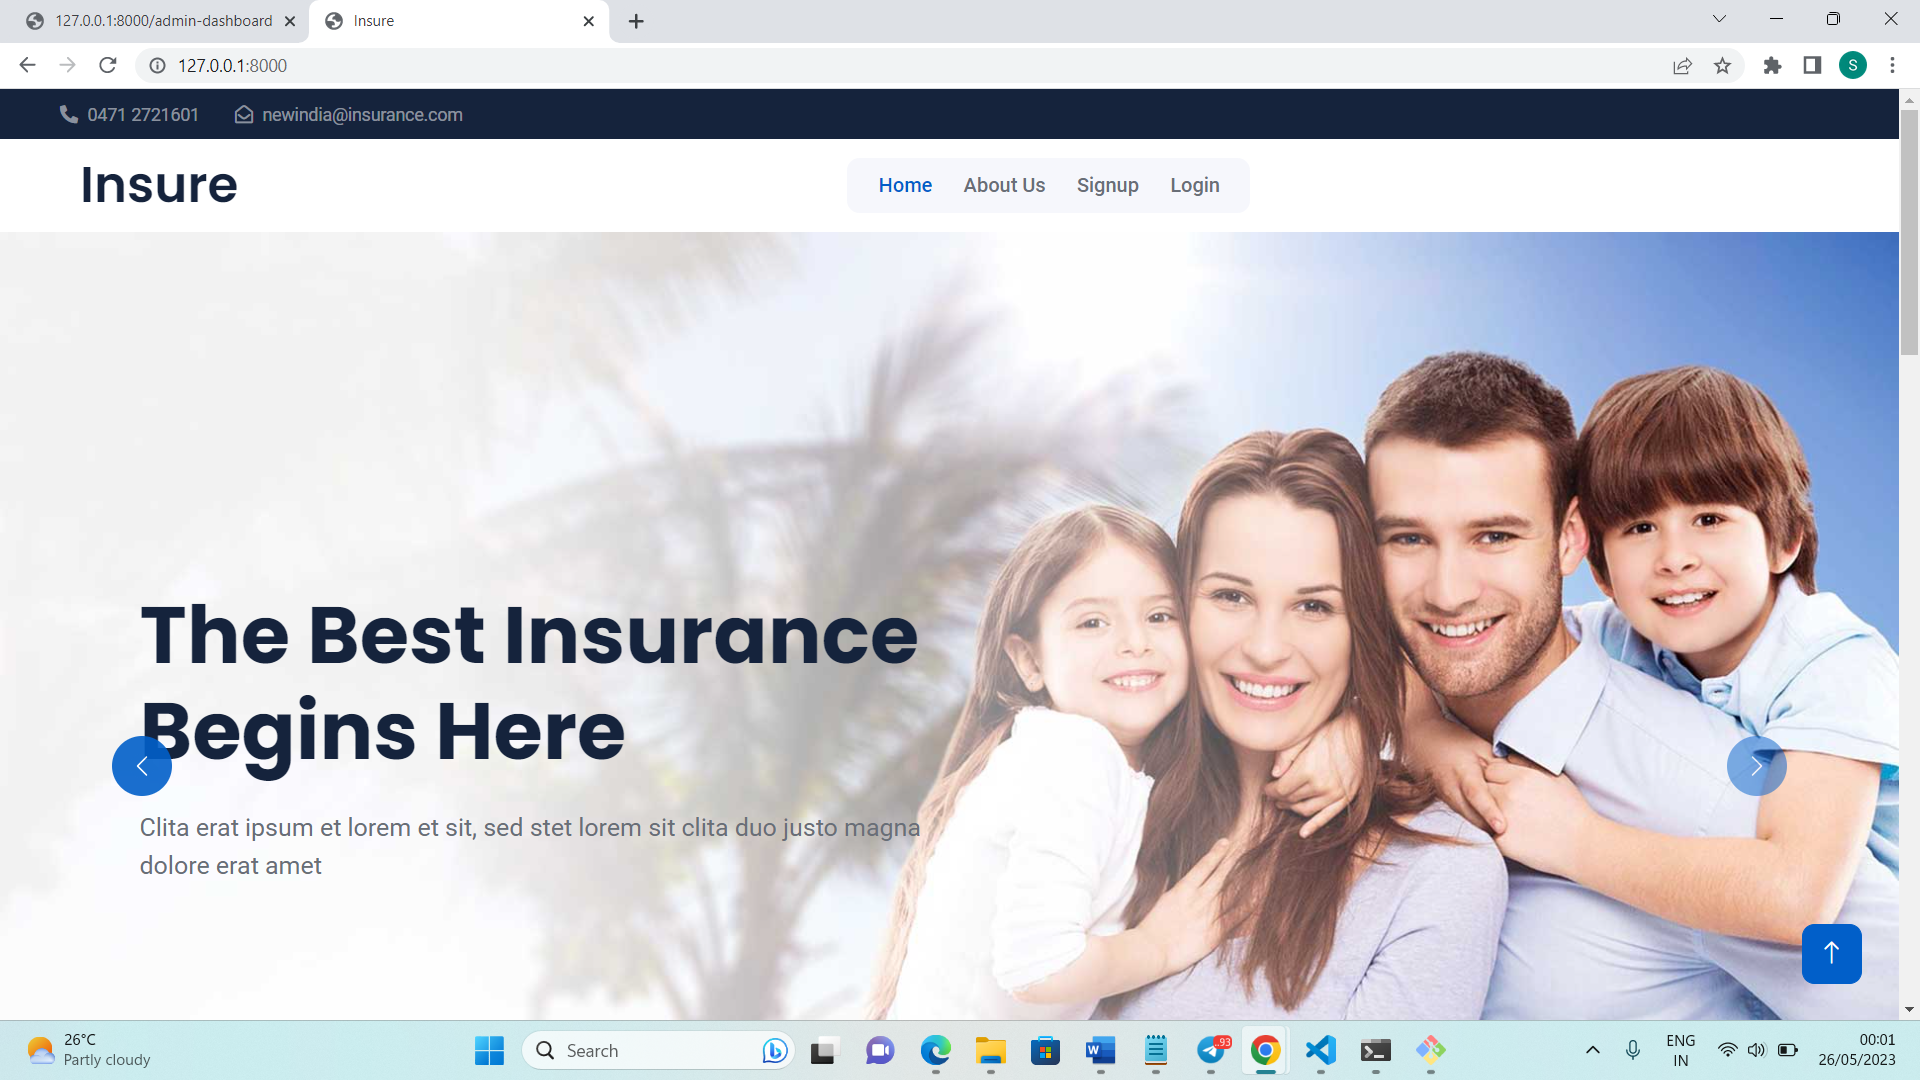 127.0.0.1:8000/admin-dashboard
Insure
127.0.0.1:8000
S
0471 2721601
newindia@insurance.com
Insure
Home
About Us
Signup
Login
The Best Insurance
Begins Here
Clita erat ipsum et lorem et sit, sed stet lorem sit clita duo justo magna
dolore erat amet
26°C
Partly cloudy
Search
.93
ENG
IN
00:01
26/05/2023